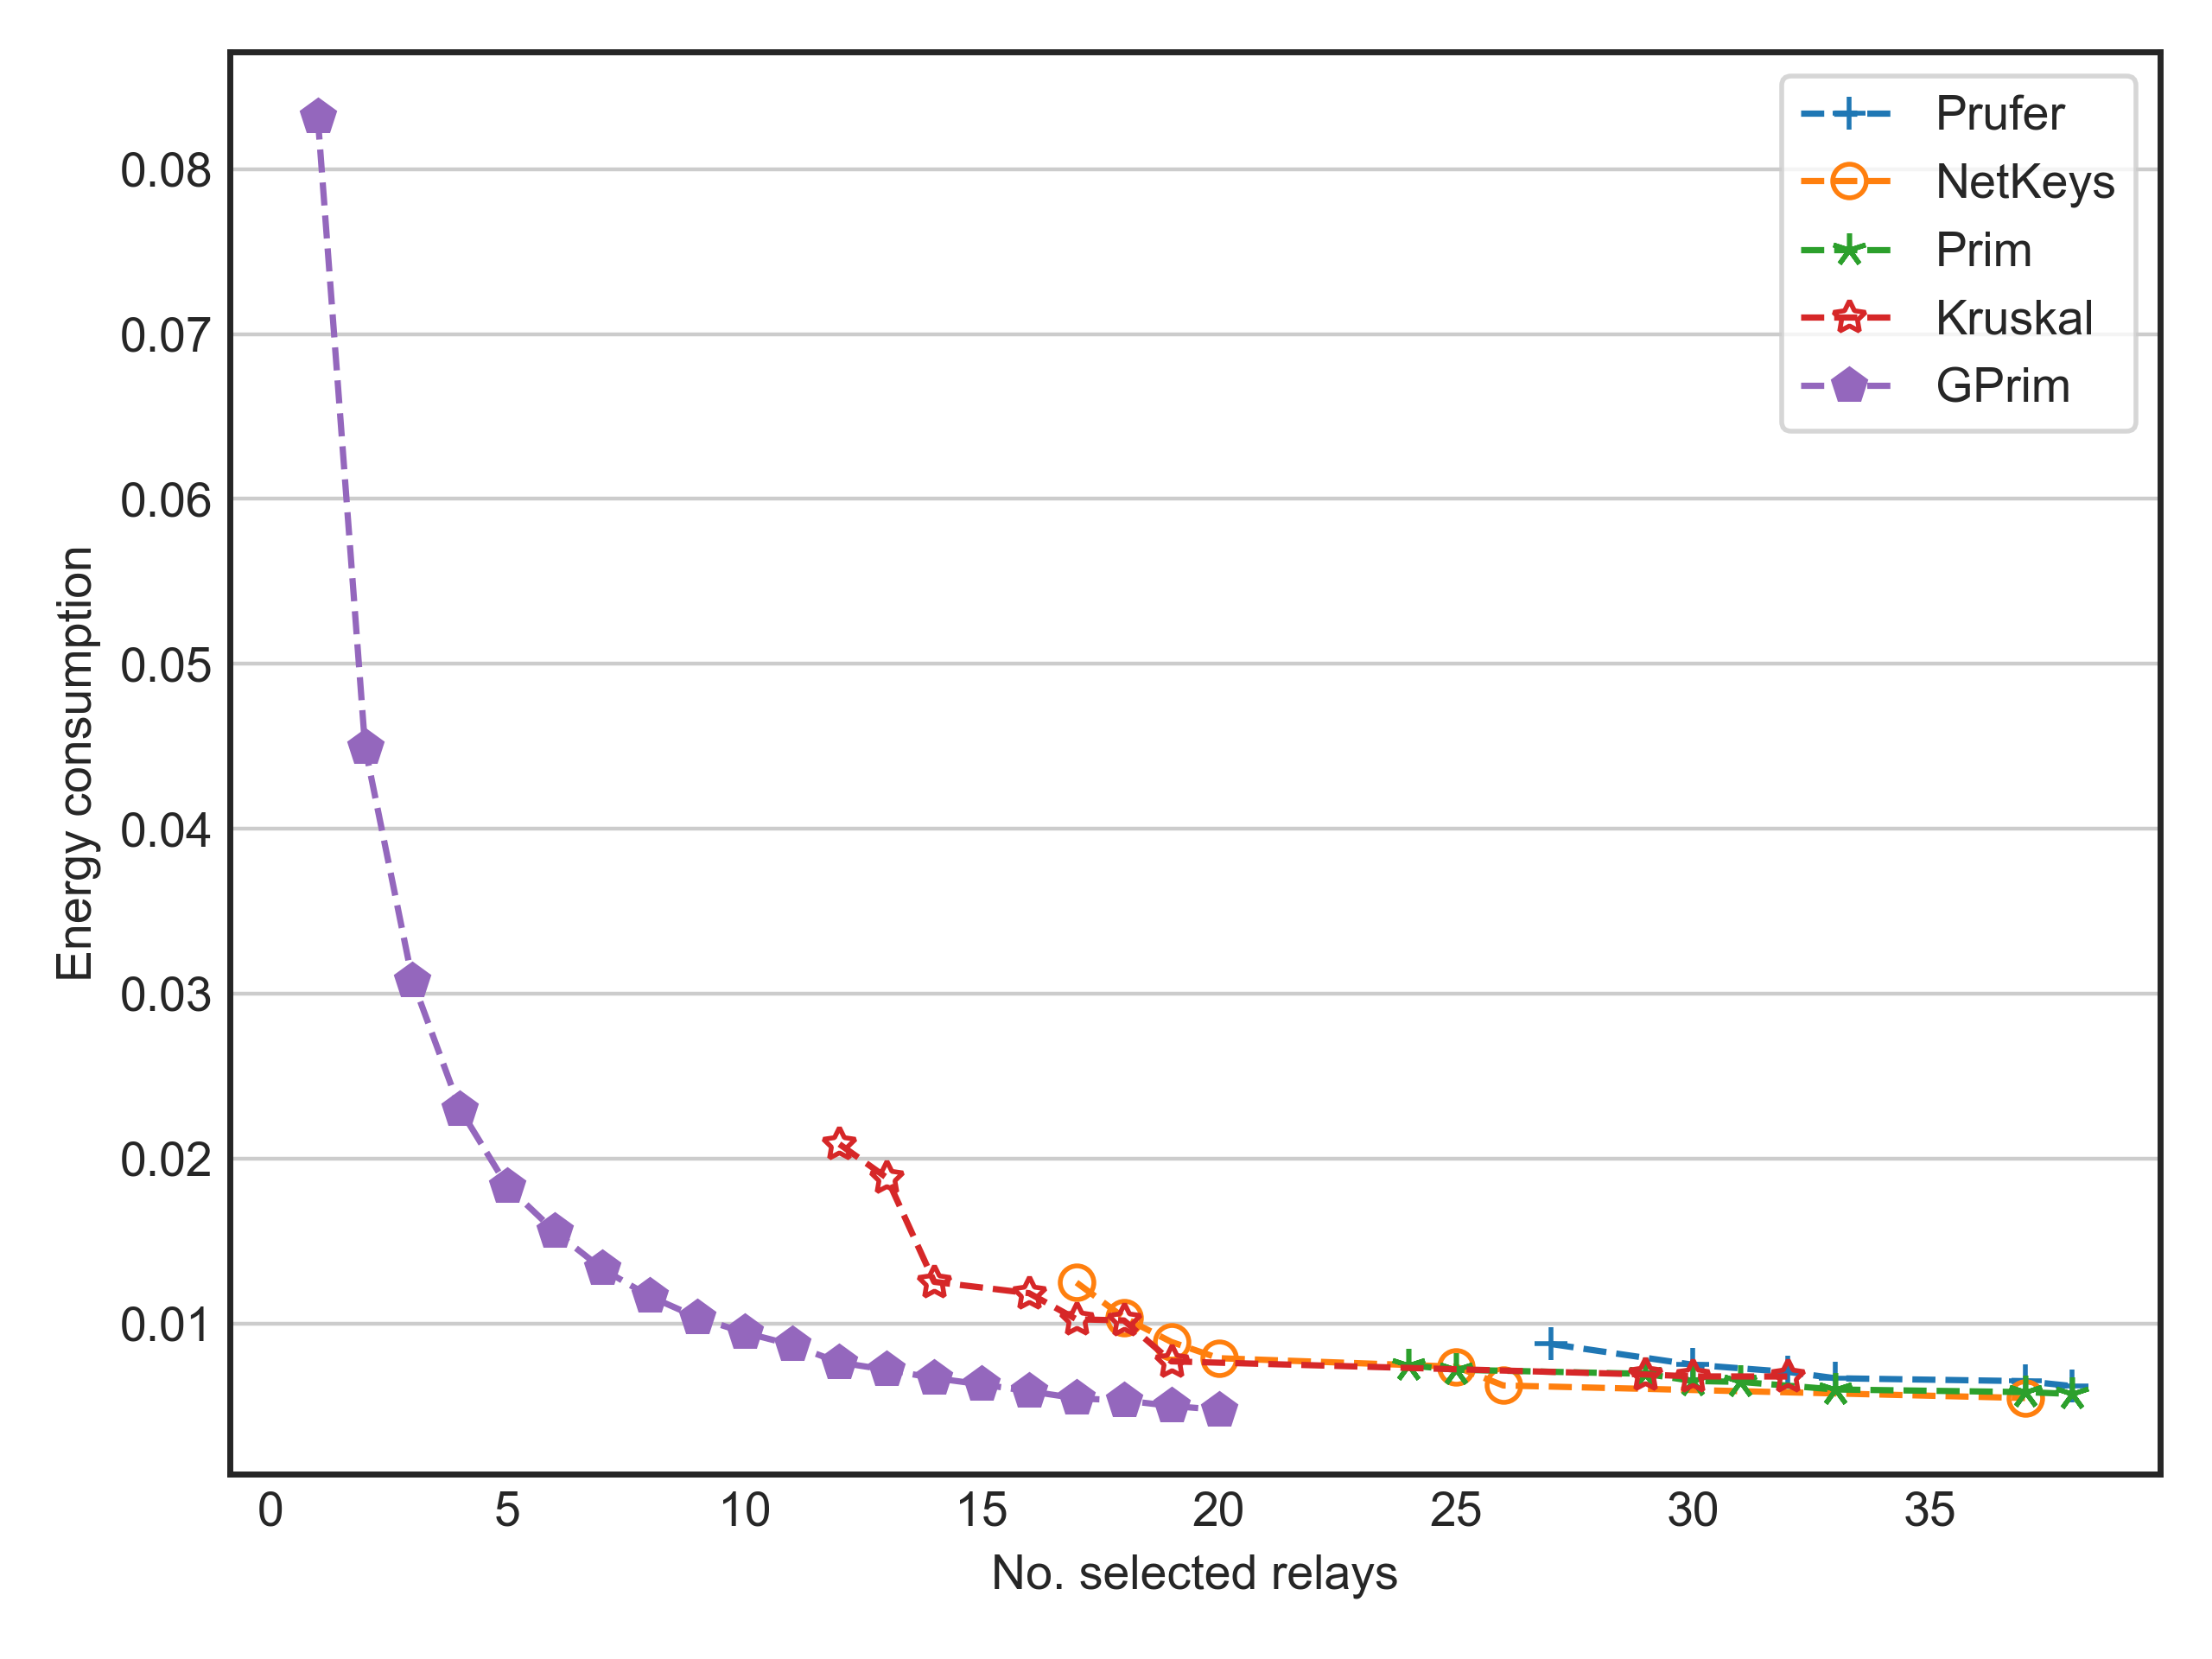 Prufer
NetKeys
Prim
Kruskal
GPrim
0.08
0.07
0.06
0.05
0.04
0.03
0.02
0.01
Energy consumption
0 5 10 15 20 25 30 35
No. selected relays